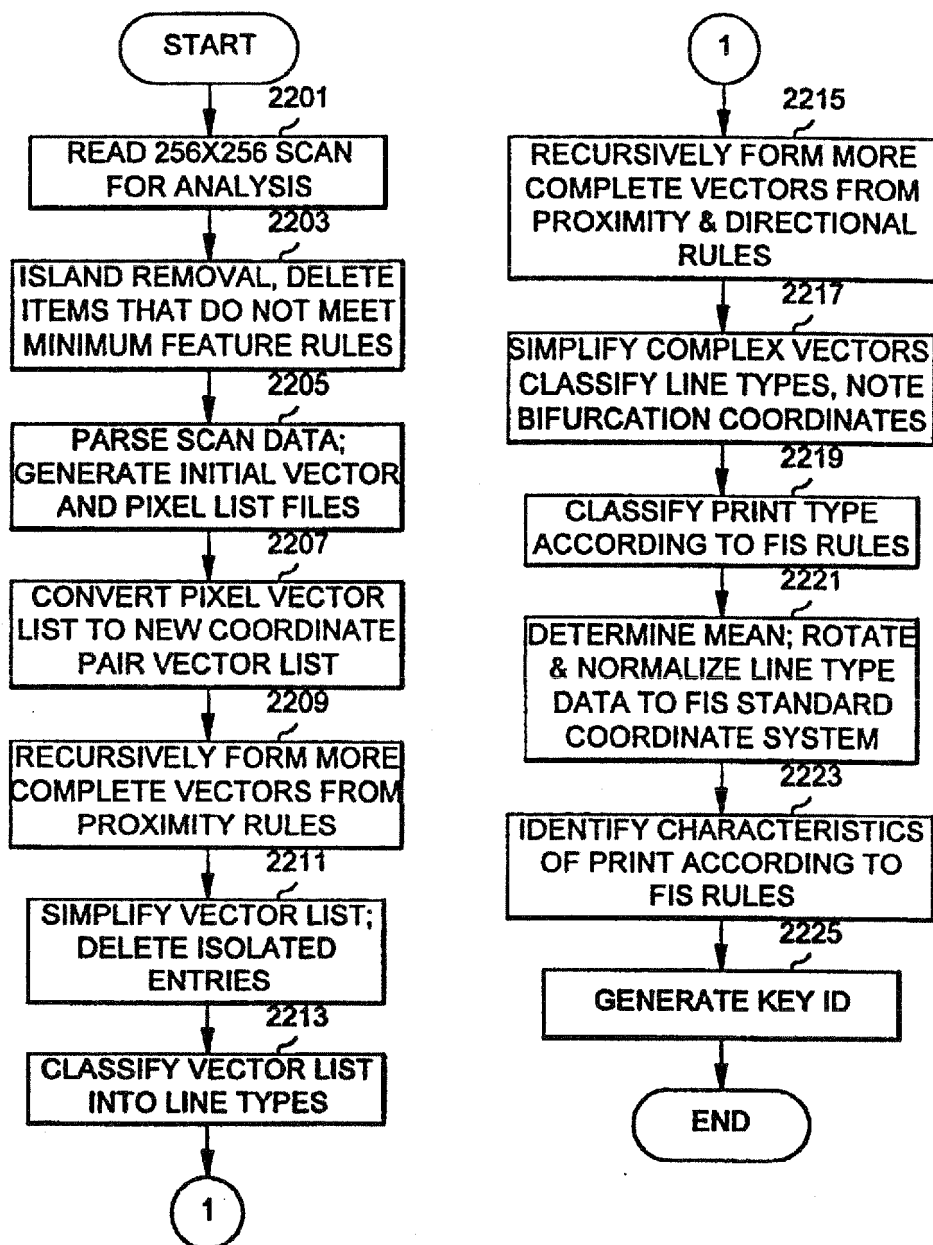 START
2201
READ 256X256 SCAN
FOR ANALYSIS
2203
ISLAND REMOVAL, DELETE
ITEMS THAT DO NOT MEET
MINIMUM FEATURE RULES
2205
PARSE SCAN DATA;
GENERATE INITIAL VECTOR
AND PIXEL LIST FILES
2207
CONVERT PIXEL VECTOR
LIST TO NEW COORDINATE
PAIR VECTOR LIST
2209
RECURSIVELY FORM MORE
COMPLETE VECTORS FROM
PROXIMITY RULES
2211
SIMPLIFY VECTOR LIST;
DELETE ISOLATED
ENTRIES
2213
CLASSIFY VECTOR LIST
INTO LINE TYPES
1
1
2215
RECURSIVELY FORM MORE
COMPLETE VECTORS FROM
PROXIMITY & DIRECTIONAL
RULES
2217
SIMPLIFY COMPLEX VECTORS
CLASSIFY LINE TYPES, NOTE
BIFURCATION COORDINATES
2219
CLASSIFY PRINT TYPE
ACCORDING TO FIS RULES
2221
DETERMINE MEAN; ROTATE
& NORMALIZE LINE TYPE
DATA TO FIS STANDARD
COORDINATE SYSTEM
2223
IDENTIFY CHARACTERISTICS
OF PRINT ACCORDING TO
FIS RULES
2225
GENERATE KEY ID
END